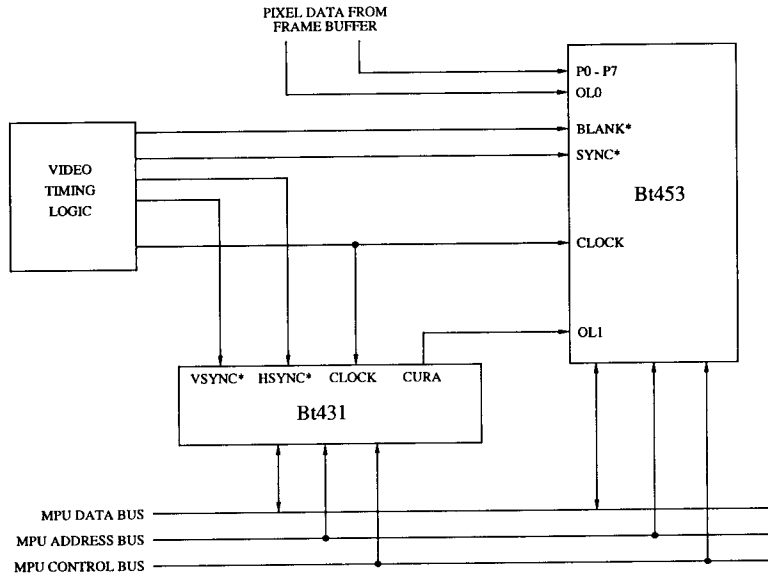 PIXEL DATA FROM
FRAME BUFFER
P0 - P7
OL0
BLANK*
SYNC*
VIDEO
TIMING
LOGIC
Bt453
CLOCK
OL1
VSYNC* HSYNC* CLOCK CURA
Bt431
MPU DATA BUS
MPU ADDRESS BUS
MPU CONTROL BUS